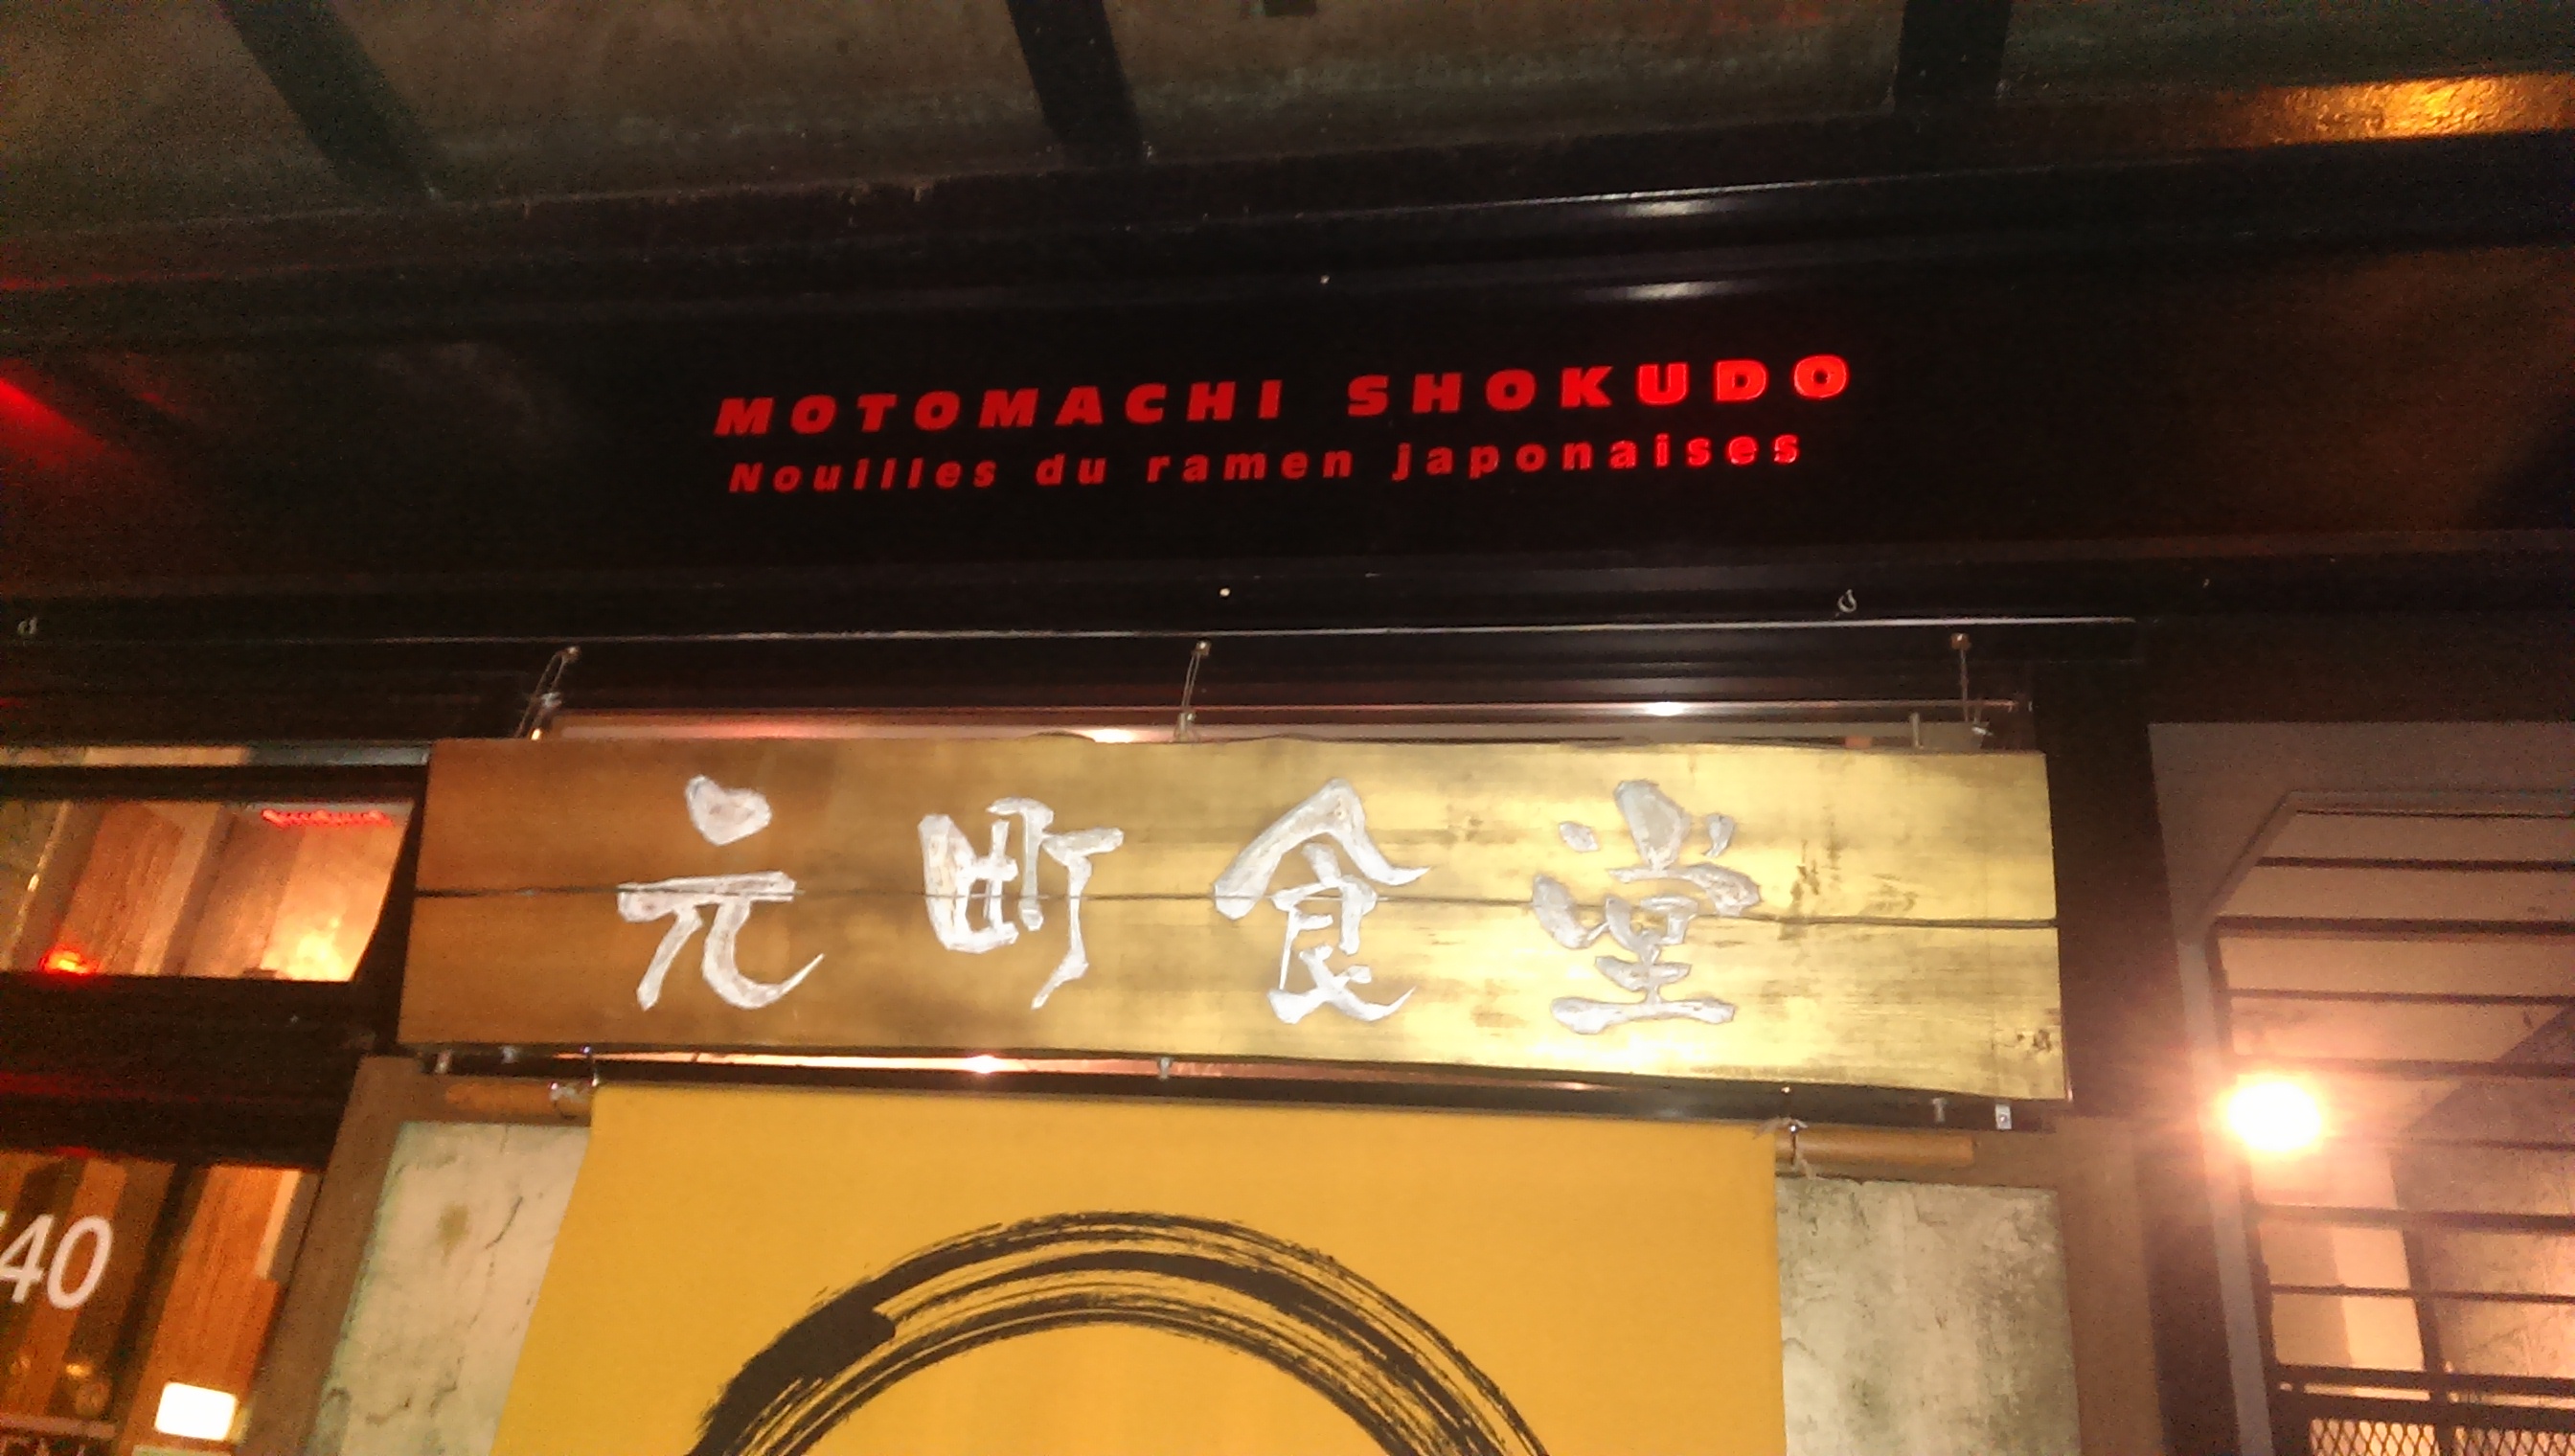 MOTOMACHI SHOKUDO
Nouilles du ramen japonaises
元町食堂
40